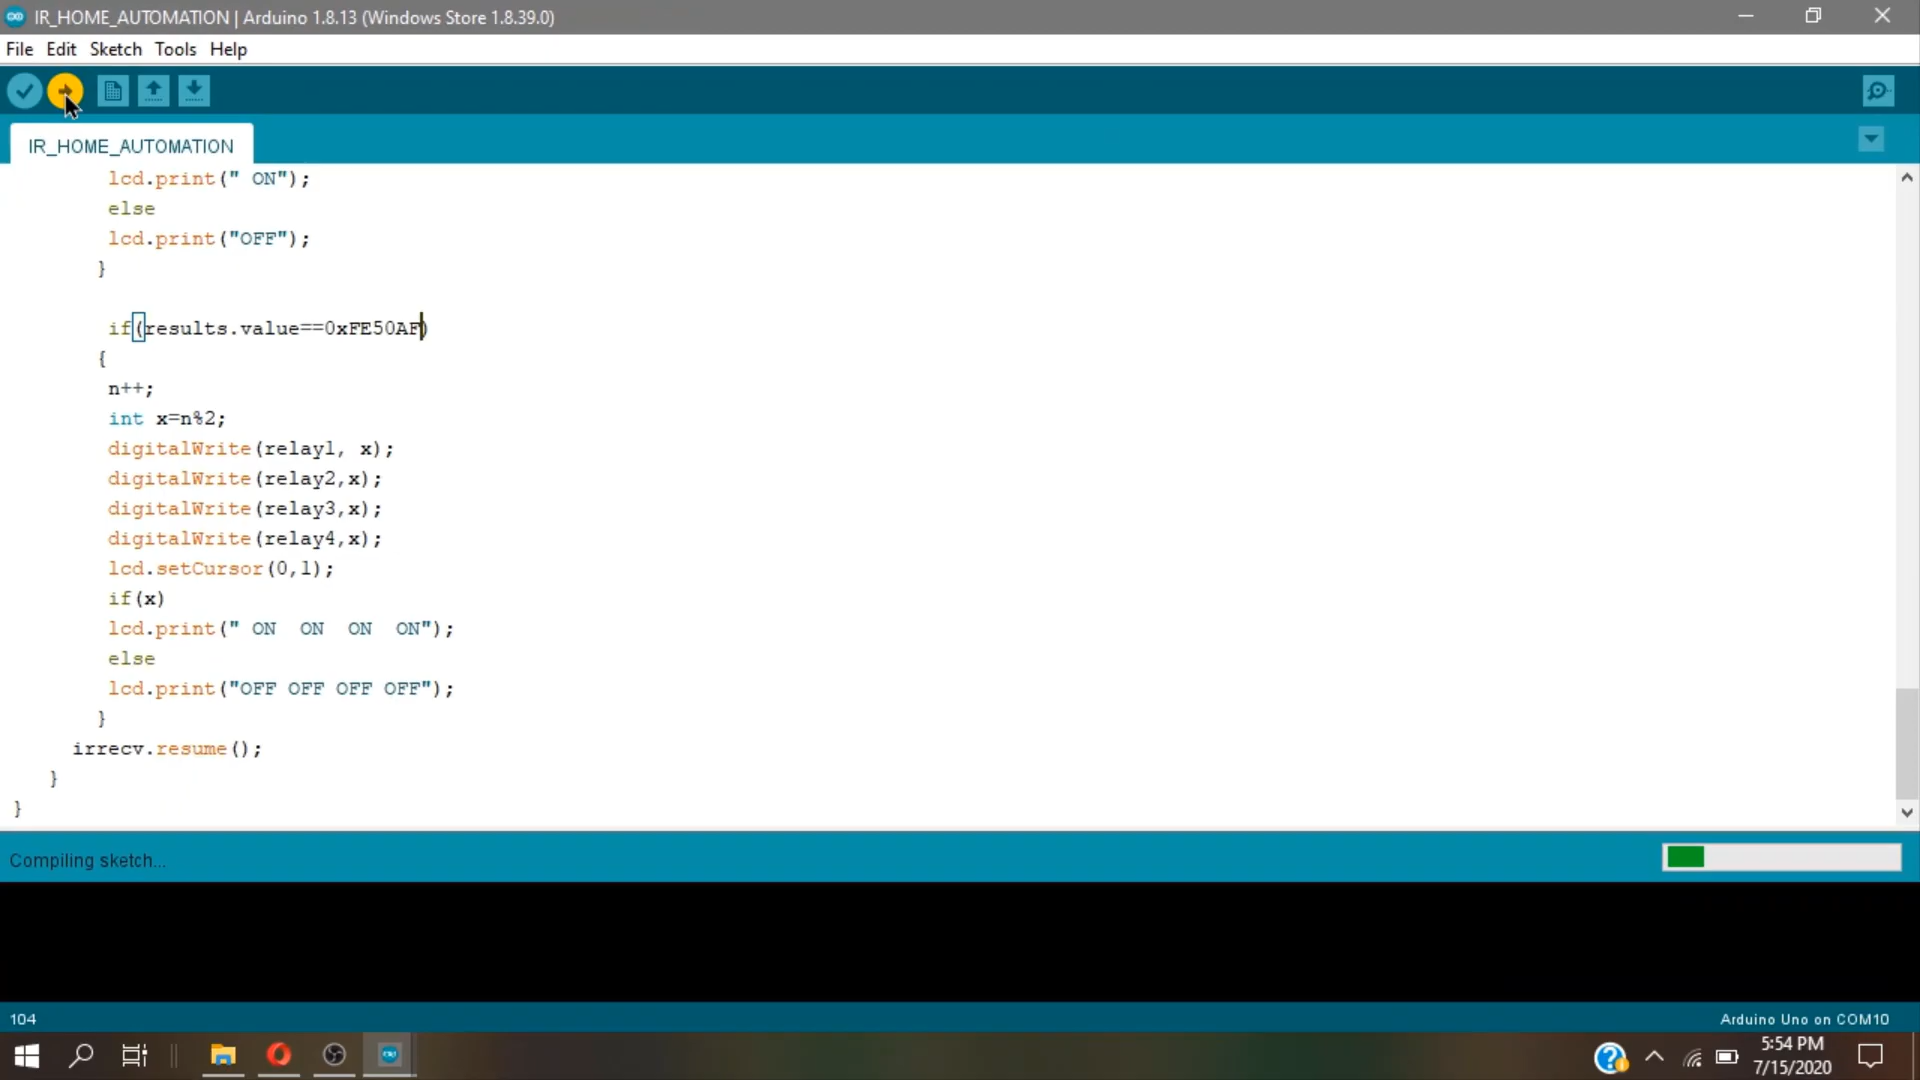 IR_HOME_AUTOMATION | Arduino 1.8.13 (Windows Store 1.8.39.0)
File Edit Sketch Tools Help
IR_HOME_AUTOMATION
lcd.print(" ON");
else
lcd.print("OFF");
}
if(results.value==0xFE50AF)
{
n++;
int x=n%2;
digitalWrite(relay1, x);
digitalWrite(relay2,x);
digitalWrite(relay3,x);
digitalWrite(relay4,x);
lcd.setCursor(0,1);
if(x)
lcd.print(" ON  ON  ON  ON");
else
lcd.print("OFF OFF OFF OFF");
}
irrecv.resume();
}
}
Compiling sketch...
104
Arduino Uno on COM10
5:54 PM
7/15/2020